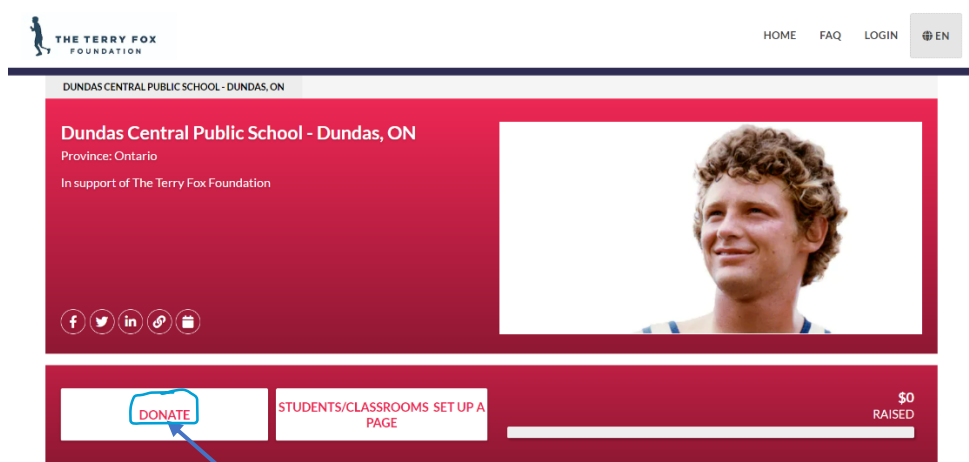 THE TERRY FOX
FOUNDATION
HOME FAQ LOGIN EN
DUNDAS CENTRAL PUBLIC SCHOOL - DUNDAS, ON
Dundas Central Public School - Dundas, ON
Province: Ontario
In support of The Terry Fox Foundation
DONATE
STUDENTS/CLASSROOMS SET UP A
PAGE
$0
RAISED